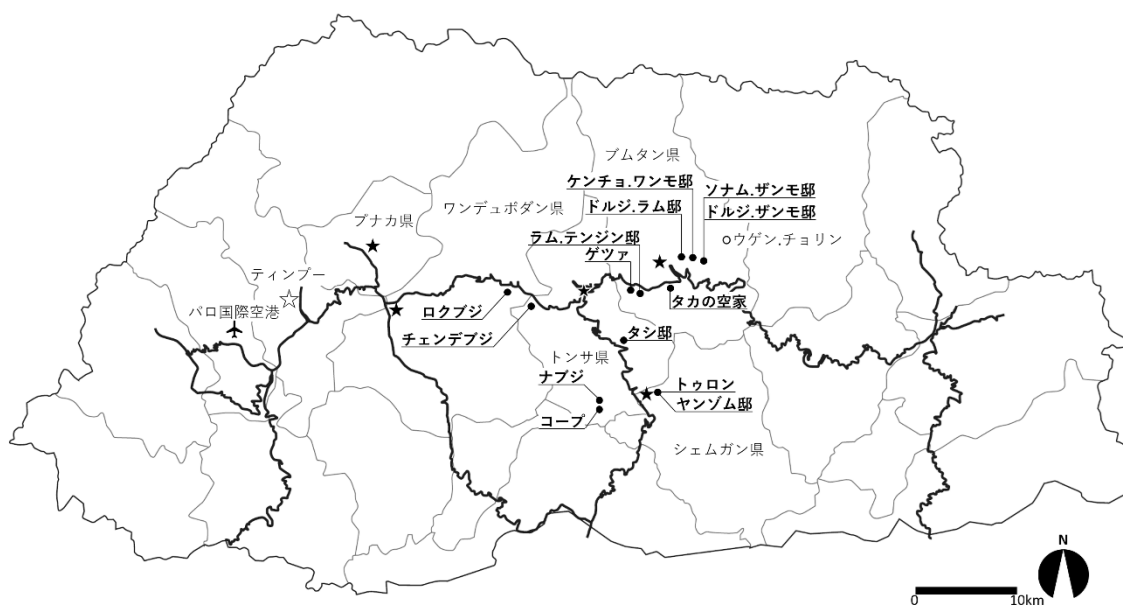 ブムタン県
ケンチョ.ワンモ邸
ソナム.ザンモ邸
ドルジ.ラム邸
ドルジ.ザンモ邸
プナカ県
ワンデュポダン県
ラム.テンジン邸
ゲツァ
ウゲン.チョリン
ティンプー
パロ国際空港
ロクブジ
タカの空家
チェンデブジ
タシ邸
トンサ県
ナブジ
トゥロン
コープ
ヤンゾム邸
シェムガン県
N
0
10km